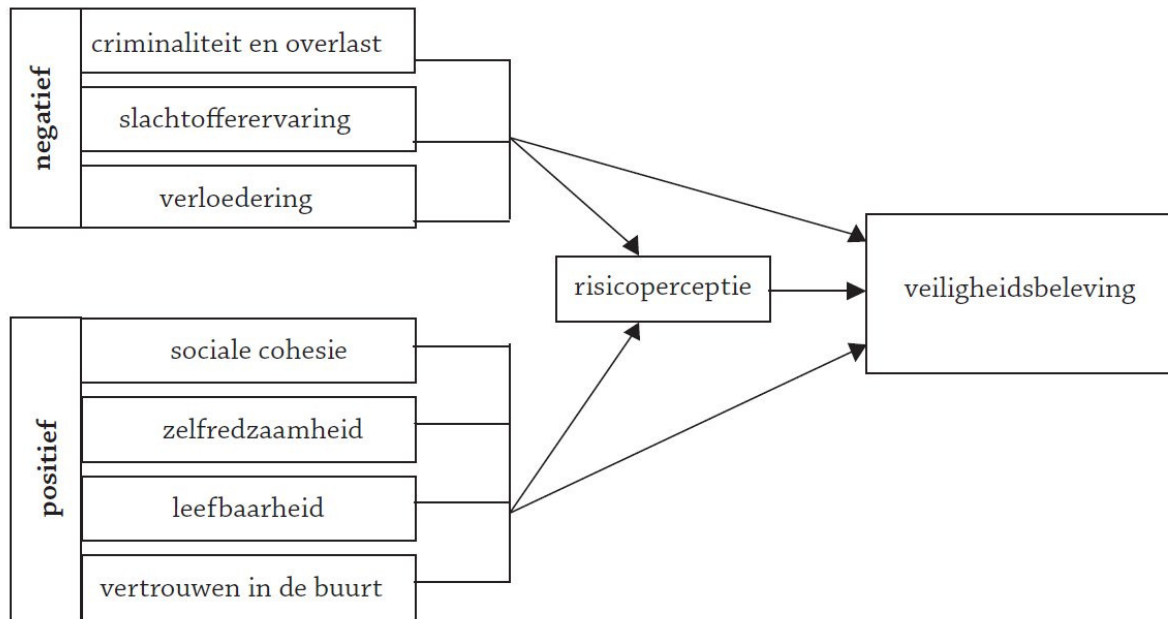 negatief
criminaliteit en overlast
slachtofferervaring
verloedering
risicoperceptie
veiligheidsbeleving
positief
sociale cohesie
zelfredzaamheid
leefbaarheid
vertrouwen in de buurt